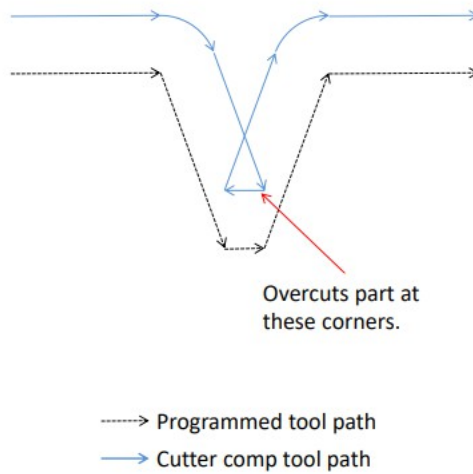 Overcuts part at
these corners.
Programmed tool path
Cutter comp tool path